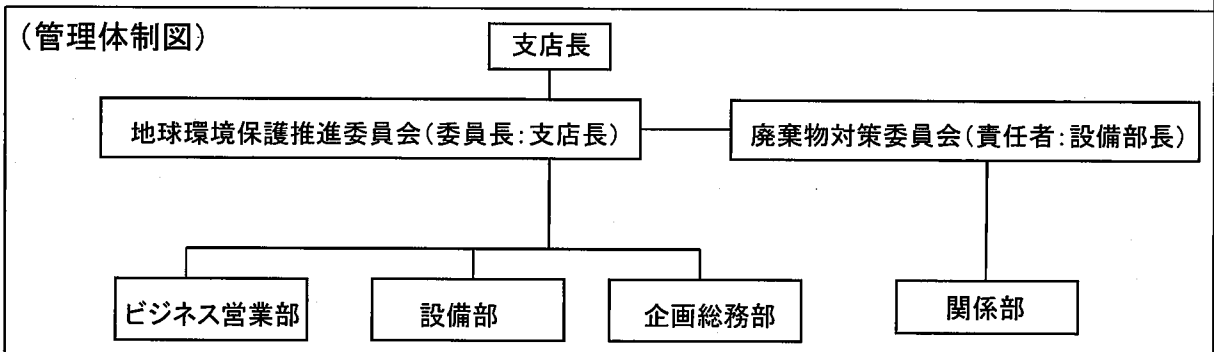 (管理体制図)
支店長
地球環境保護推進委員会(委員長:支店長)
廃棄物対策委員会(責任者:設備部長)
ビジネス営業部
設備部
企画総務部
関係部